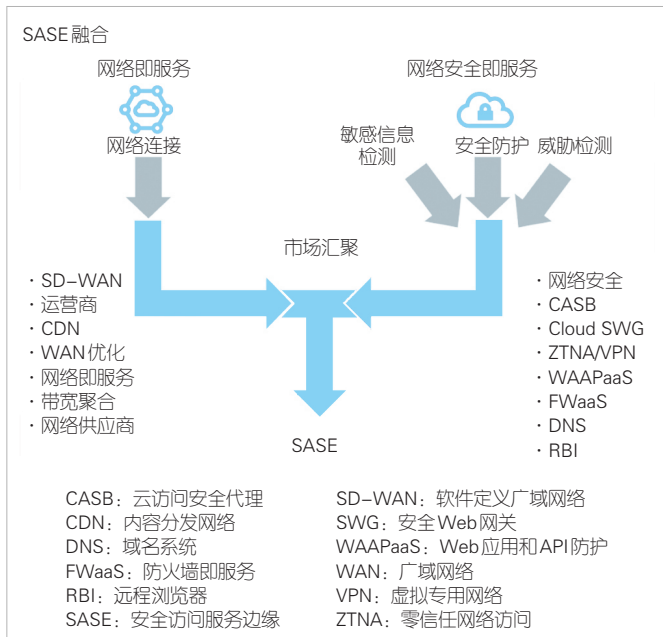 SASE融合
网络即服务
网络安全即服务
网络连接
敏感信息
检测
安全防护
威胁检测
市场汇聚
· SD-WAN
· 运营商
· CDN
· WAN优化
· 网络即服务
· 带宽聚合
· 网络供应商
· 网络安全
· CASB
· Cloud SWG
· ZTNA/VPN
· WAAPaaS
· FWaaS
· DNS
· RBI
SASE
CASB：云访问安全代理
CDN：内容分发网络
DNS：域名系统
FWaaS：防火墙即服务
RBI：远程浏览器
SASE：安全访问服务边缘
SD-WAN：软件定义广域网络
SWG：安全Web网关
WAAPaaS：Web应用和API防护
WAN：广域网络
VPN：虚拟专用网络
ZTNA：零信任网络访问